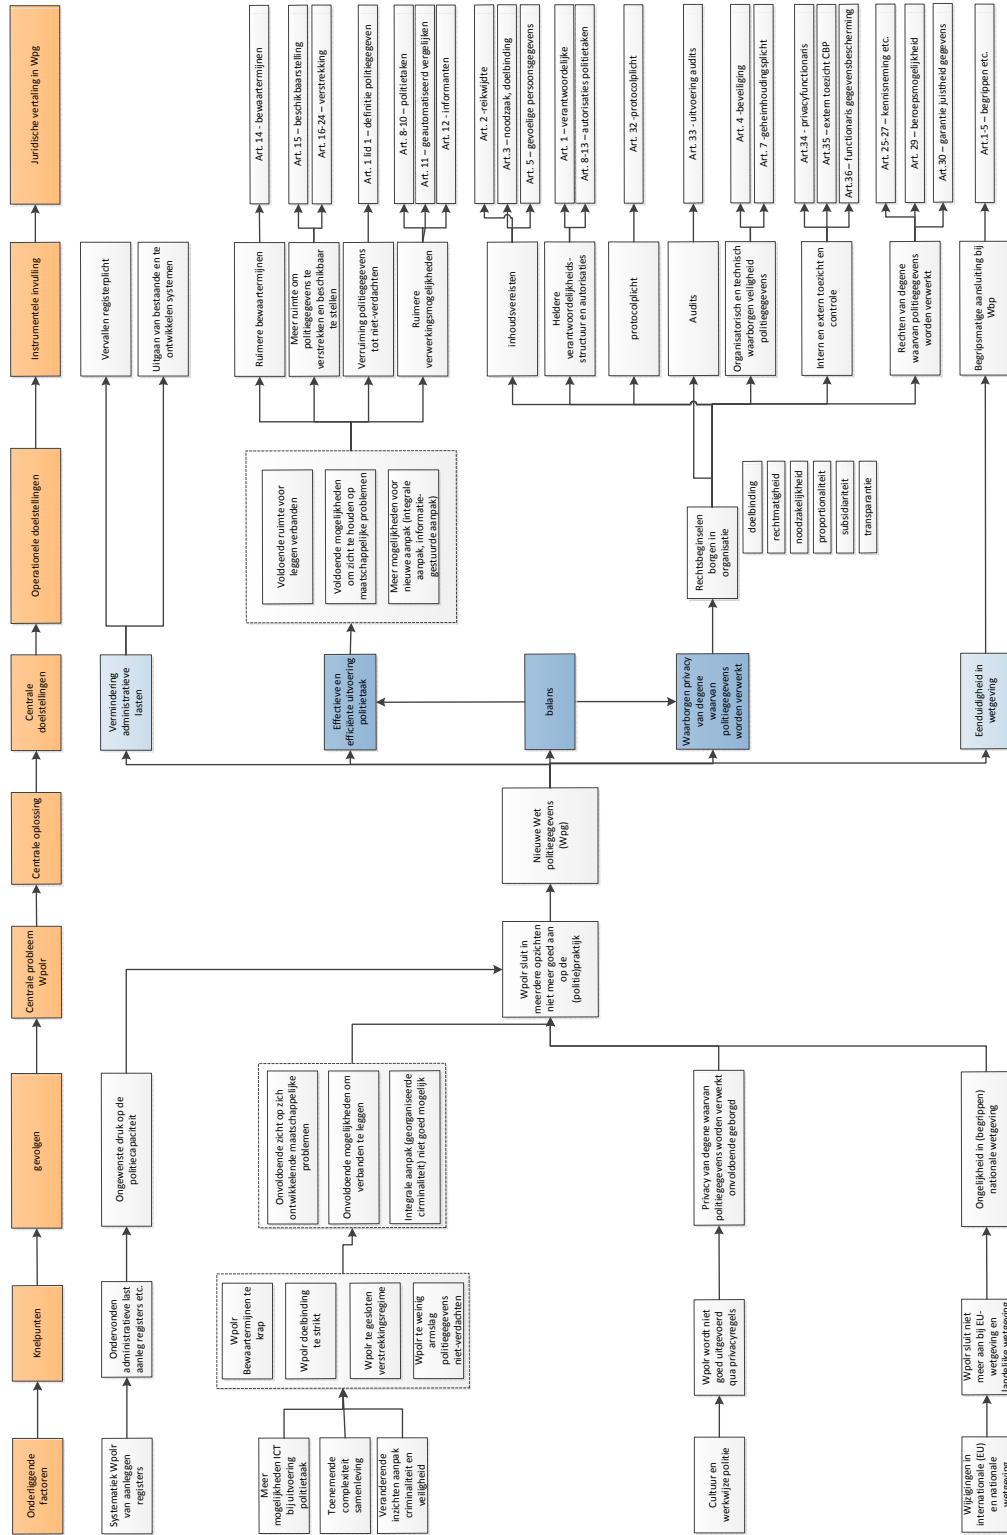 Onderliggende
factoren
Knelpunten
gevolgen
Centrale probleem
Wpolr
Centrale oplossing
Centrale
doelstellingen
Operationele doelstellingen
Instrumentele invulling
Juridische vertaling in Wpg
Systematiek Wpolr
van aanleggen
registers
Ondervonden
administratieve last
aanleg registers etc.
Ongewenste druk op de
politiecapaciteit
Vermindering
administratieve
lasten
Vervallen registerplicht
Uitgaan van bestaande en te
ontwikkelen systemen
Meer
mogelijkheden ICT
bij uitvoering
politietaak
Toenemende
complexiteit
samenleving
Veranderende
inzichten aanpak
criminaliteit en
veiligheid
Wpolr
Bewaartermijnen te
krap
Wpolr doelbinding
te strikt
Wpolr te gesloten
verstrekkingsregime
Wpolr te weinig
armslag
politiegegevens
niet-verdachten
Onvoldoende zicht op zich
ontwikkelende maatschappelijke
problemen
Onvoldoende mogelijkheden om
verbanden te leggen
Integrale aanpak (georganiseerde
cirminaliteit) niet goed mogelijk
Wpolr sluit in
meerdere opzichten
niet meer goed aan
op de
(politie)praktijk
Nieuwe Wet
politiegegevens
(Wpg)
Effectieve en
efficiënte uitvoering
politietaak
balans
Waarborgen privacy
van degene
waarvan
politiegegevens
worden verwerkt
Eenduidigheid in
wetgeving
Voldoende ruimte voor
leggen verbanden
Voldoende mogelijkheden
om zicht te houden op
maatschappelijke problemen
Meer mogelijkheden voor
nieuwe aanpak (integrale
aanpak, informatie-
gestuurde aanpak)
Ruimere bewaartermijnen
Meer ruimte om
politiegegevens te
verstrekken en beschikbaar
te stellen
Verruiming politiegegevens
tot niet-verdachten
Ruimere
verwerkingsmogelijkheden
Art. 14 - bewaartermijnen
Art. 15 – beschikbaarstelling
Art. 16-24 – verstrekking
Art. 1 lid 1 – definitie politiegegeven
Art. 8-10 – politietaken
Art. 11 – geautomatiseerd vergelijken
Art. 12 - informanten
Cultuur en
werkwijze politie
Wpolr wordt niet
goed uitgevoerd
qua privacyregels
Privacy van degene waarvan
politiegegevens worden verwerkt
onvoldoende geborgd
Rechtsbeginselen
borgen in
organisatie
doelbinding
rechtmatigheid
noodzakelijkheid
proportionaliteit
subsidiariteit
transparantie
inhoudsvereisten
Heldere
verantwoordelijkheids-
structuur en autorisaties
protocolplicht
Audits
Organisatorisch en technisch
waarborgen veiligheid
politiegegevens
Intern en extern toezicht en
controle
Rechten van degene
waarvan politiegegevens
worden verwerkt
Art. 2 -reikwijdte
Art.3 – noodzaak, doelbinding
Art. 5 – gevoelige persoonsgegevens
Art. 1 – verantwoordelijke
Art. 8-13 – autorisaties politietaken
Art. 32 -protocolplicht
Art. 33 - uitvoering audits
Art. 4 -beveiliging
Art. 7 -geheimhoudingsplicht
Art.34 - privacyfunctionaris
Art.35 – extern toezicht CBP
Art.36 – functionaris gegevensbescherming
Art. 25-27 – kennisneming etc.
Art. 29 – beroepsmogelijkheid
Art.30 – garantie juistheid gegevens
Wijzigingen in
internationale (EU)
en nationale
wetgeving
Wpolr sluit niet
meer aan bij EU-
wetgeving en
landelijke wetgeving
Ongelijkheid in (begrippen)
nationale wetgeving
Begripsmatige aansluiting bij
Wbp
Art.1-5 – begrippen etc.